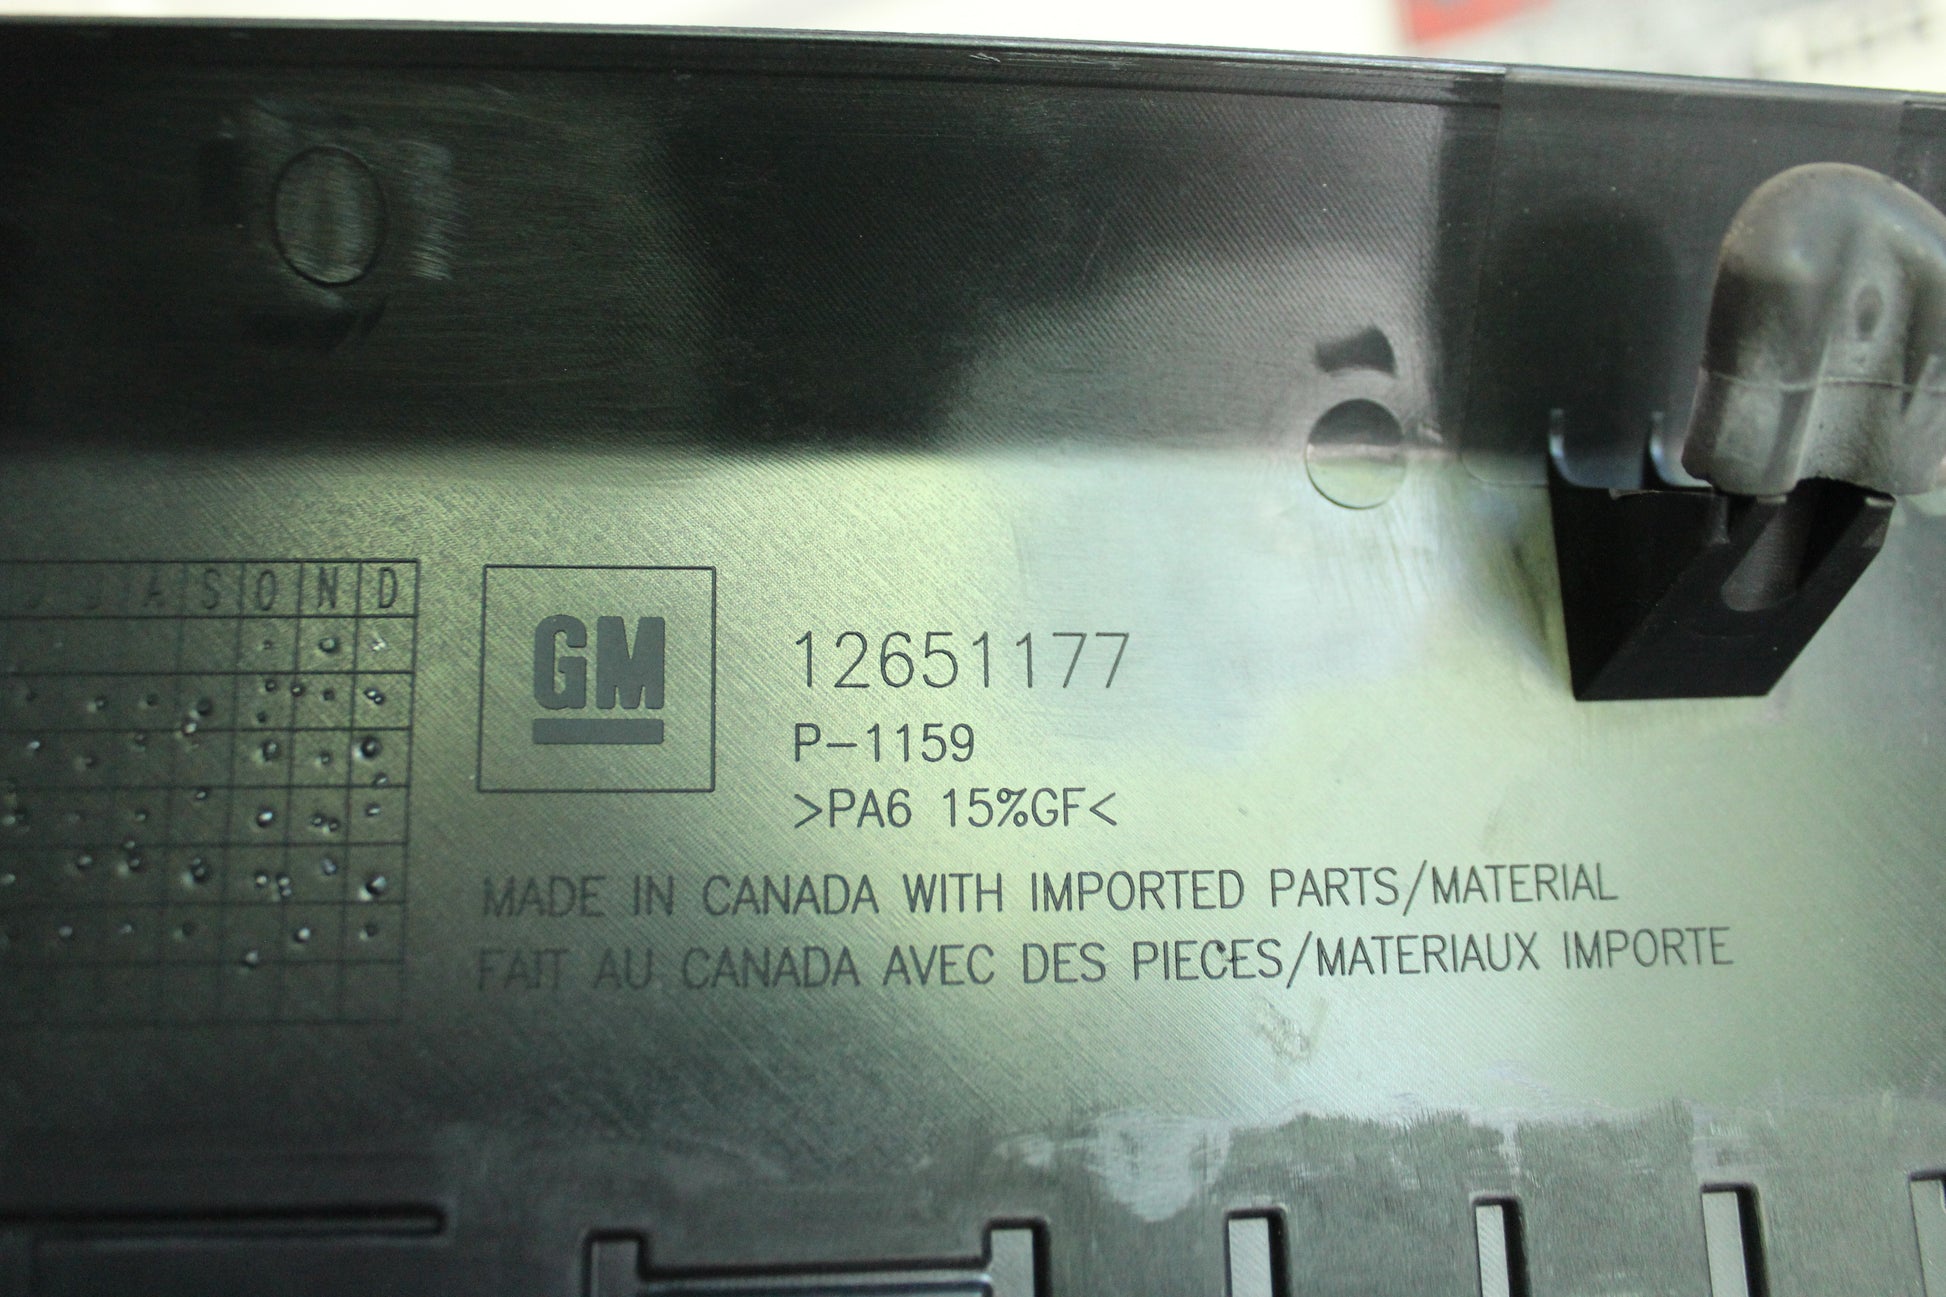 J J A S O N D
GM
12651177
P-1159
>PA6 15%GF<
MADE IN CANADA WITH IMPORTED PARTS/MATERIAL
FAIT AU CANADA AVEC DES PIECES/MATERIAUX IMPORTE